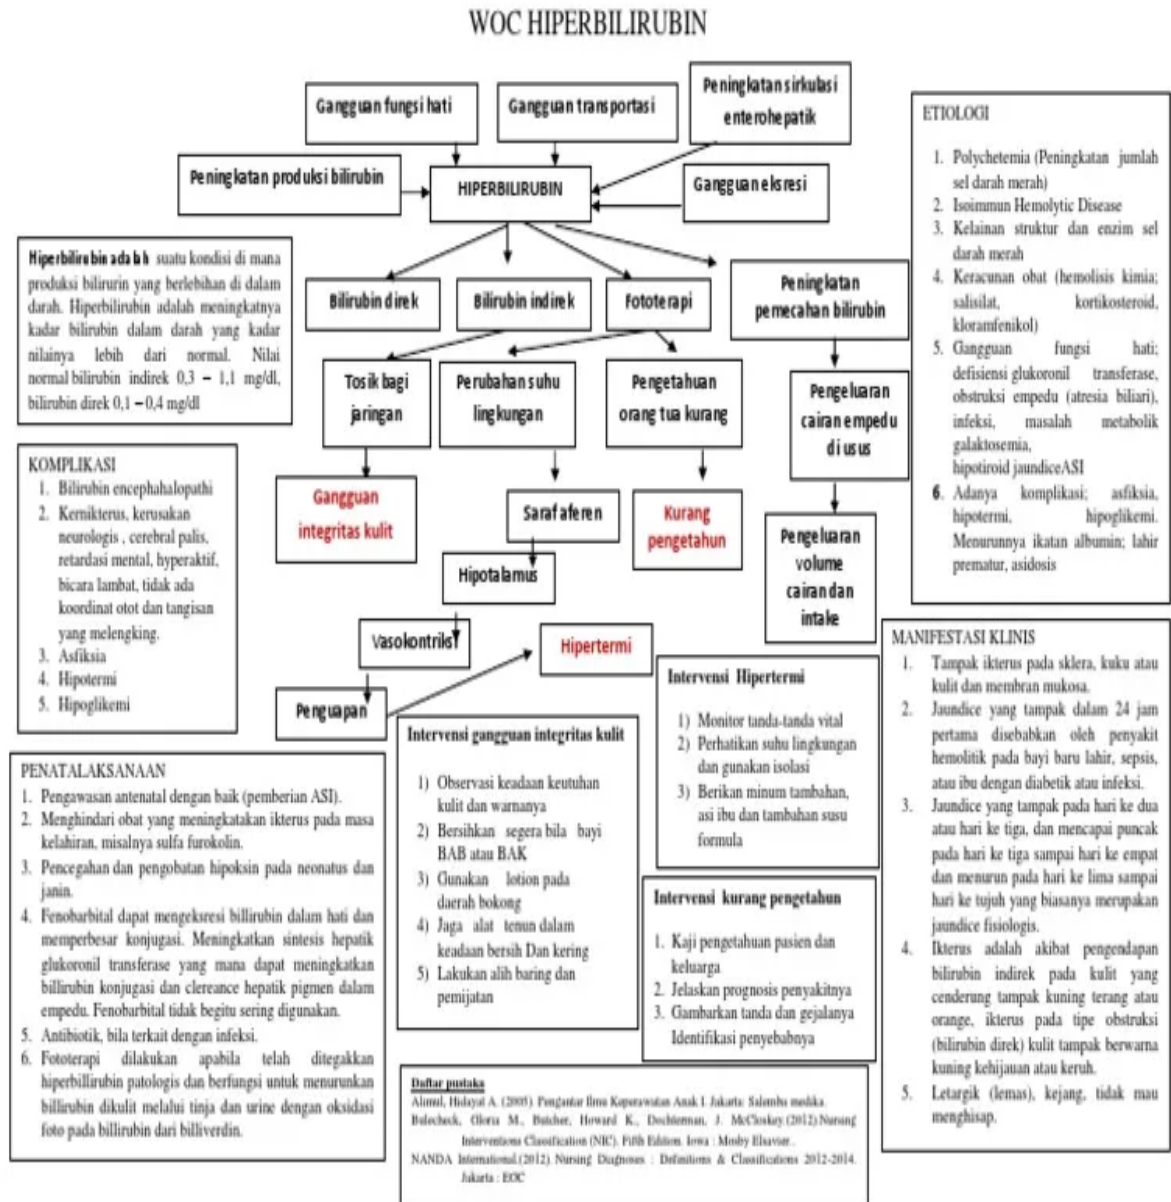 WOC HIPERBILIRUBIN
Gangguan fungsi hati
Gangguan transportasi
Peningkatan sirkulasi
enterohepatik
Peningkatan produksi bilirubin
HIPERBILIRUBIN
Gangguan eksresi
Hiperbilirubin adalah suatu kondisi di mana
produksi bilirurin yang berlebihan di dalam
darah. Hiperbilirubin adalah meningkatnya
kadar bilirubin dalam darah yang kadar
nilainya lebih dari normal. Nilai
normal bilirubin indirek 0,3 – 1,1 mg/dl,
bilirubin direk 0,1 – 0,4 mg/dl
Bilirubin direk
Bilirubin indirek
Fototerapi
Peningkatan
pemecahan bilirubin
Tosik bagi
jaringan
Perubahan suhu
lingkungan
Pengetahuan
orang tua kurang
Pengeluaran
cairan empedu
di usus
Gangguan
integritas kulit
Saraf aferen
Kurang
pengetahun
Pengeluaran
volume
cairan dan
intake
Hipotalamus
Vasokontriksi
Hipertermi
Penguapan
ETIOLOGI
1. Polychetemia (Peningkatan jumlah
sel darah merah)
2. Isoimmun Hemolytic Disease
3. Kelainan struktur dan enzim sel
darah merah
4. Keracunan obat (hemolisis kimia;
salisilat, kortikosteroid,
kloramfenikol)
5. Gangguan fungsi hati;
defisiensi glukoronil transferase,
obstruksi empedu (atresia biliari),
infeksi, masalah metabolik
galaktosemia,
hipotiroid jaundice ASI
6. Adanya komplikasi; asfiksia,
hipotermi, hipoglikemi.
Menurunnya ikatan albumin; lahir
prematur, asidosis
KOMPLIKASI
1. Bilirubin encephahalopathi
2. Kernikterus, kerusakan
neurologis , cerebral palis,
retardasi mental, hyperaktif,
bicara lambat, tidak ada
koordinat otot dan tangisan
yang melengking.
3. Asfiksia
4. Hipotermi
5. Hipoglikemi
PENATALAKSANAAN
1. Pengawasan antenatal dengan baik (pemberian ASI).
2. Menghindari obat yang meningkatakan ikterus pada masa
kelahiran, misalnya sulfa furokolin.
3. Pencegahan dan pengobatan hipoksin pada neonatus dan
janin.
4. Fenobarbital dapat mengeksresi billirubin dalam hati dan
memperbesar konjugasi. Meningkatkan sintesis hepatik
glukoronil transferase yang mana dapat meningkatkan
billirubin konjugasi dan clereance hepatik pigmen dalam
empedu. Fenobarbital tidak begitu sering digunakan.
5. Antibiotik, bila terkait dengan infeksi.
6. Fototerapi dilakukan apabila telah ditegakkan
hiperbillirubin patologis dan berfungsi untuk menurunkan
billirubin dikulit melalui tinja dan urine dengan oksidasi
foto pada billirubin dari billiverdin.
Intervensi gangguan integritas kulit
1) Observasi keadaan keutuhan
kulit dan warnanya
2) Bersihkan segera bila bayi
BAB atau BAK
3) Gunakan lotion pada
daerah bokong
4) Jaga alat tenun dalam
keadaan bersih Dan kering
5) Lakukan alih baring dan
pemijatan
Intervensi Hipertermi
1) Monitor tanda-tanda vital
2) Perhatikan suhu lingkungan
dan gunakan isolasi
3) Berikan minum tambahan,
asi ibu dan tambahan susu
formula
Intervensi kurang pengetahun
1. Kaji pengetahuan pasien dan
keluarga
2. Jelaskan prognosis penyakitnya
3. Gambarkan tanda dan gejalanya
Identifikasi penyebabnya
MANIFESTASI KLINIS
1. Tampak ikterus pada sklera, kuku atau
kulit dan membran mukosa.
2. Jaundice yang tampak dalam 24 jam
pertama disebabkan oleh penyakit
hemolitik pada bayi baru lahir, sepsis,
atau ibu dengan diabetik atau infeksi.
3. Jaundice yang tampak pada hari ke dua
atau hari ke tiga, dan mencapai puncak
pada hari ke tiga sampai hari ke empat
dan menurun pada hari ke lima sampai
hari ke tujuh yang biasanya merupakan
jaundice fisiologis.
4. Ikterus adalah akibat pengendapan
bilirubin indirek pada kulit yang
cenderung tampak kuning terang atau
orange, ikterus pada tipe obstruksi
(bilirubin direk) kulit tampak berwarna
kuning kehijauan atau keruh.
5. Letargik (lemas), kejang, tidak mau
menghisap.
Daftar pustaka
Alimul, Hidayat A. (2005). Pengantar Ilmu Keperawatan Anak I. Jakarta: Salemba medika.
Bulecheck, Gloria M., Butcher, Howard K., Dochterman, J. McCloskey.(2012).Nursing
Interventions Classification (NIC). Fifth Edition. Iowa : Mosby Elsavier..
NANDA International.(2012). Nursing Diagnoses : Definitions & Classifications 2012-2014.
Jakarta : EGC